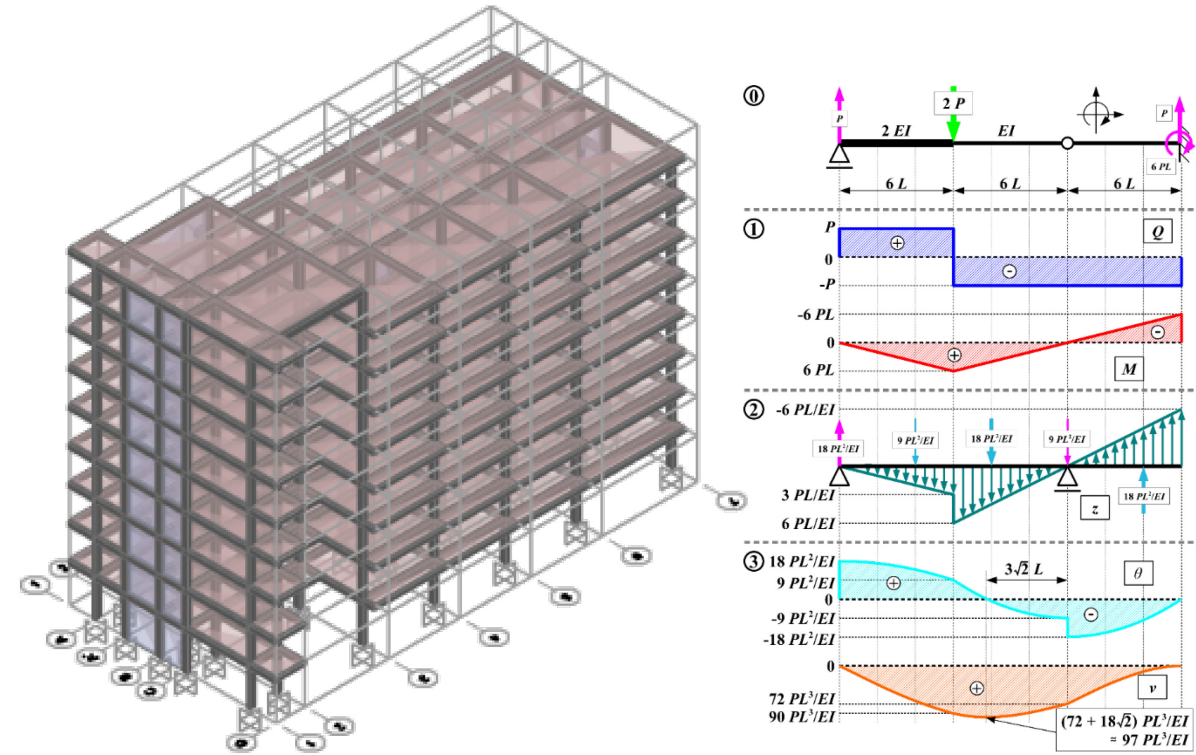 0
P
2 P
P
2 EI
EI
6 PL
6 L
6 L
6 L
1
P
Q
+
0
-
-P
-6 PL
-
0
+
M
6 PL
2
-6 PL/EI
18 PL²/EI
9 PL²/EI
18 PL²/EI
9 PL²/EI
3 PL/EI
z
18 PL²/EI
6 PL/EI
3
18 PL²/EI
3√2 L
θ
9 PL²/EI
+
0
-9 PL²/EI
-
-18 PL²/EI
0
+
v
72 PL³/EI
90 PL³/EI
(72 + 18√2) PL³/EI
≈ 97 PL³/EI